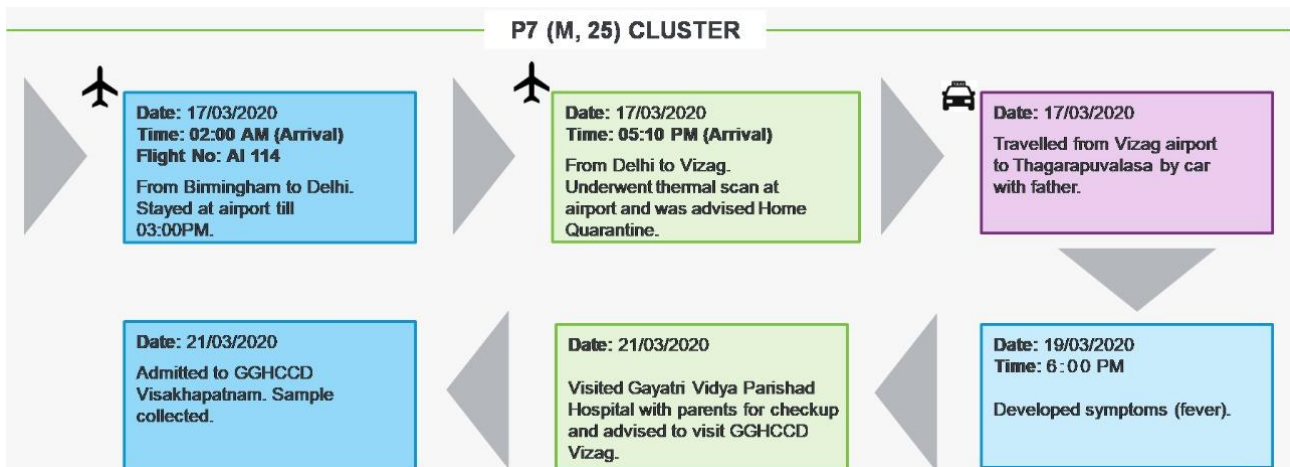 P7 (M, 25) CLUSTER
Date: 17/03/2020
Time: 02:00 AM (Arrival)
Flight No: AI 114
From Birmingham to Delhi.
Stayed at airport till
03:00PM.
Date: 17/03/2020
Time: 05:10 PM (Arrival)
From Delhi to Vizag.
Underwent thermal scan at
airport and was advised Home
Quarantine.
Date: 17/03/2020
Travelled from Vizag airport
to Thagarapuvalasa by car
with father.
Date: 19/03/2020
Time: 6:00 PM
Developed symptoms (fever).
Date: 21/03/2020
Visited Gayatri Vidya Parishad
Hospital with parents for checkup
and advised to visit GGHCCD
Vizag.
Date: 21/03/2020
Admitted to GGHCCD
Visakhapatnam. Sample
collected.